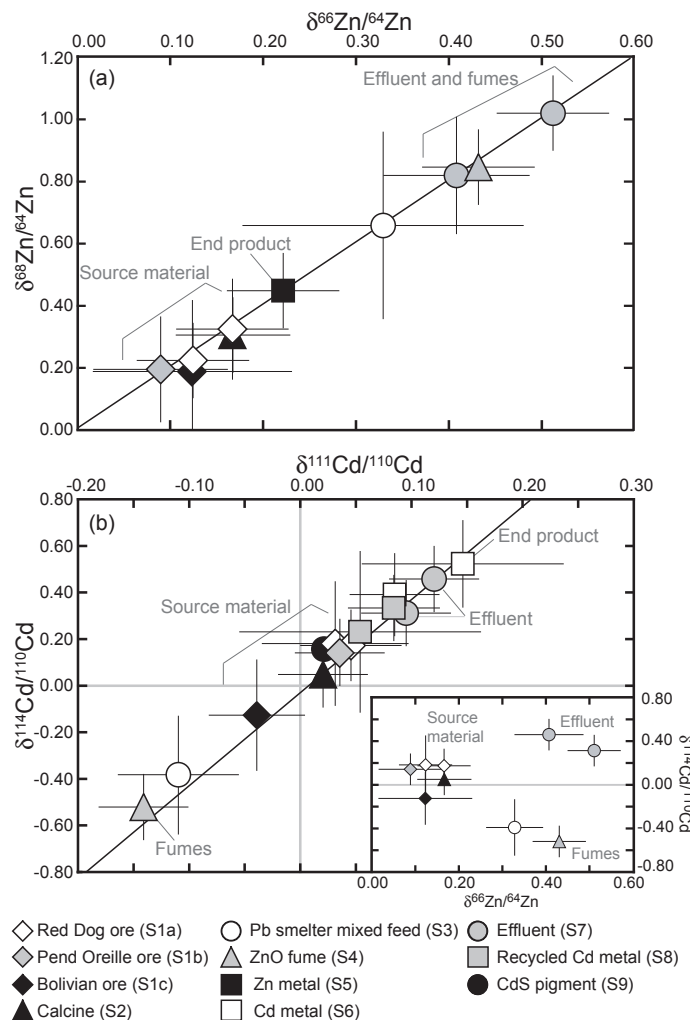 δ66Zn/64Zn
0.00 0.10 0.20 0.30 0.40 0.50 0.60
1.20
(a)
Effluent and fumes
1.00
0.80
δ68Zn/64Zn
0.60
End product
Source material
0.40
0.20
0.00
δ111Cd/110Cd
-0.20 -0.10 0.00 0.10 0.20 0.30
0.80
(b)
0.60
End product
0.40
Source material
Effluent
0.20
δ114Cd/110Cd
0.00
-0.20
-0.40
-0.60
Fumes
-0.80
0.80
Source
material
Effluent
0.40
δ114Cd/110Cd
0.00
-0.40
Fumes
-0.80
0.00 0.20 0.40 0.60
δ66Zn/64Zn
Red Dog ore (S1a) Pb smelter mixed feed (S3) Effluent (S7)
Pend Oreille ore (S1b) ZnO fume (S4) Recycled Cd metal (S8)
Bolivian ore (S1c) Zn metal (S5) CdS pigment (S9)
Calcine (S2) Cd metal (S6)